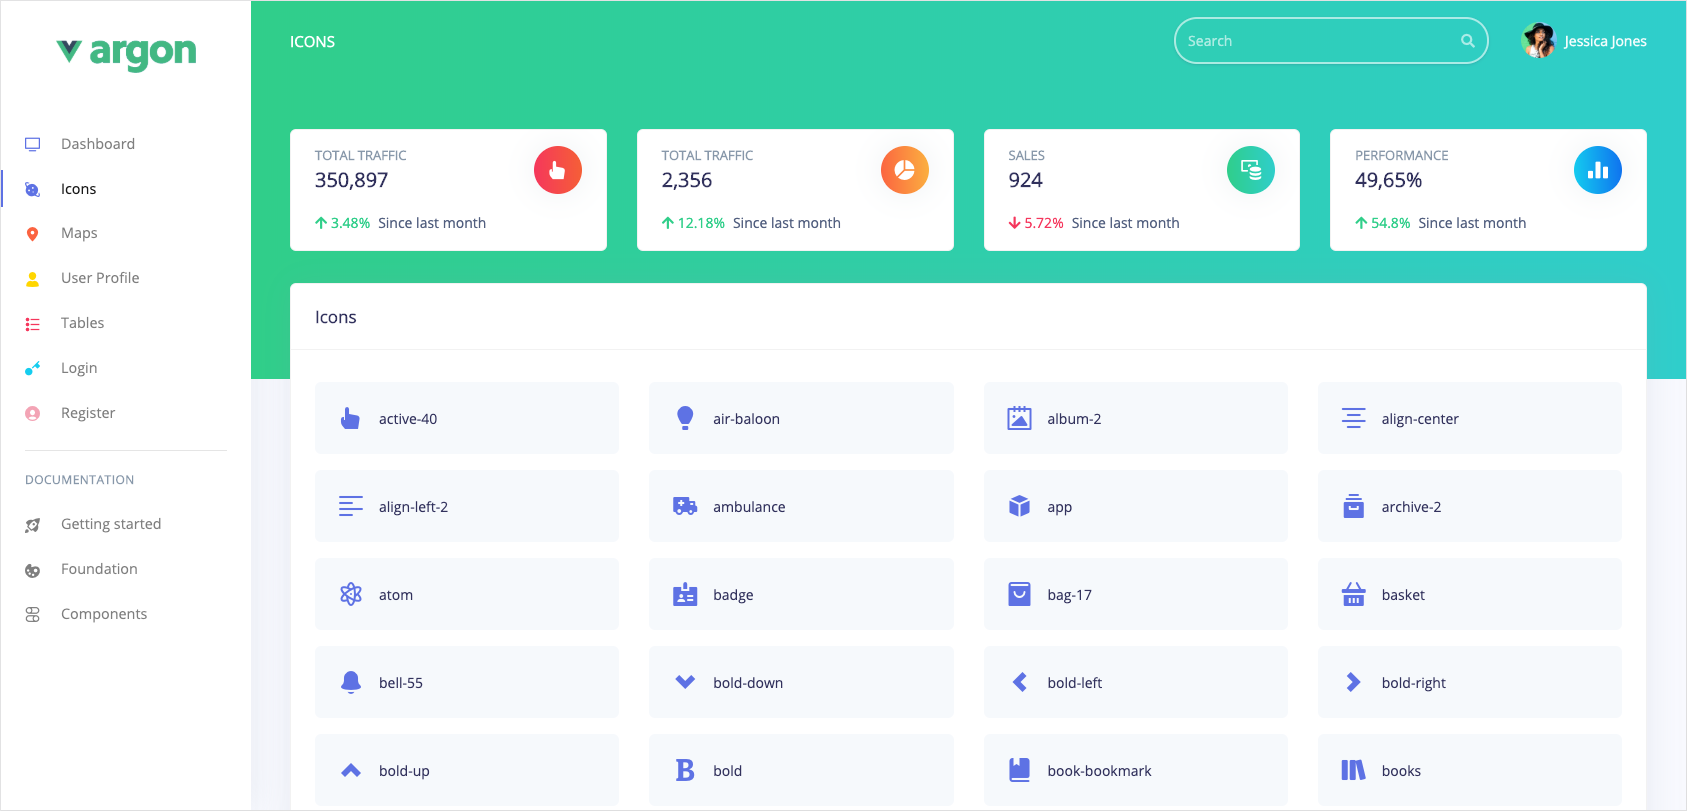 argon
ICONS
Search
Jessica Jones
Dashboard
Icons
Maps
User Profile
Tables
Login
Register
DOCUMENTATION
Getting started
Foundation
Components
TOTAL TRAFFIC
350,897
3.48% Since last month
TOTAL TRAFFIC
2,356
12.18% Since last month
SALES
924
5.72% Since last month
PERFORMANCE
49,65%
54.8% Since last month
Icons
active-40
air-baloon
album-2
align-center
align-left-2
ambulance
app
archive-2
atom
badge
bag-17
basket
bell-55
bold-down
bold-left
bold-right
bold-up
bold
book-bookmark
books